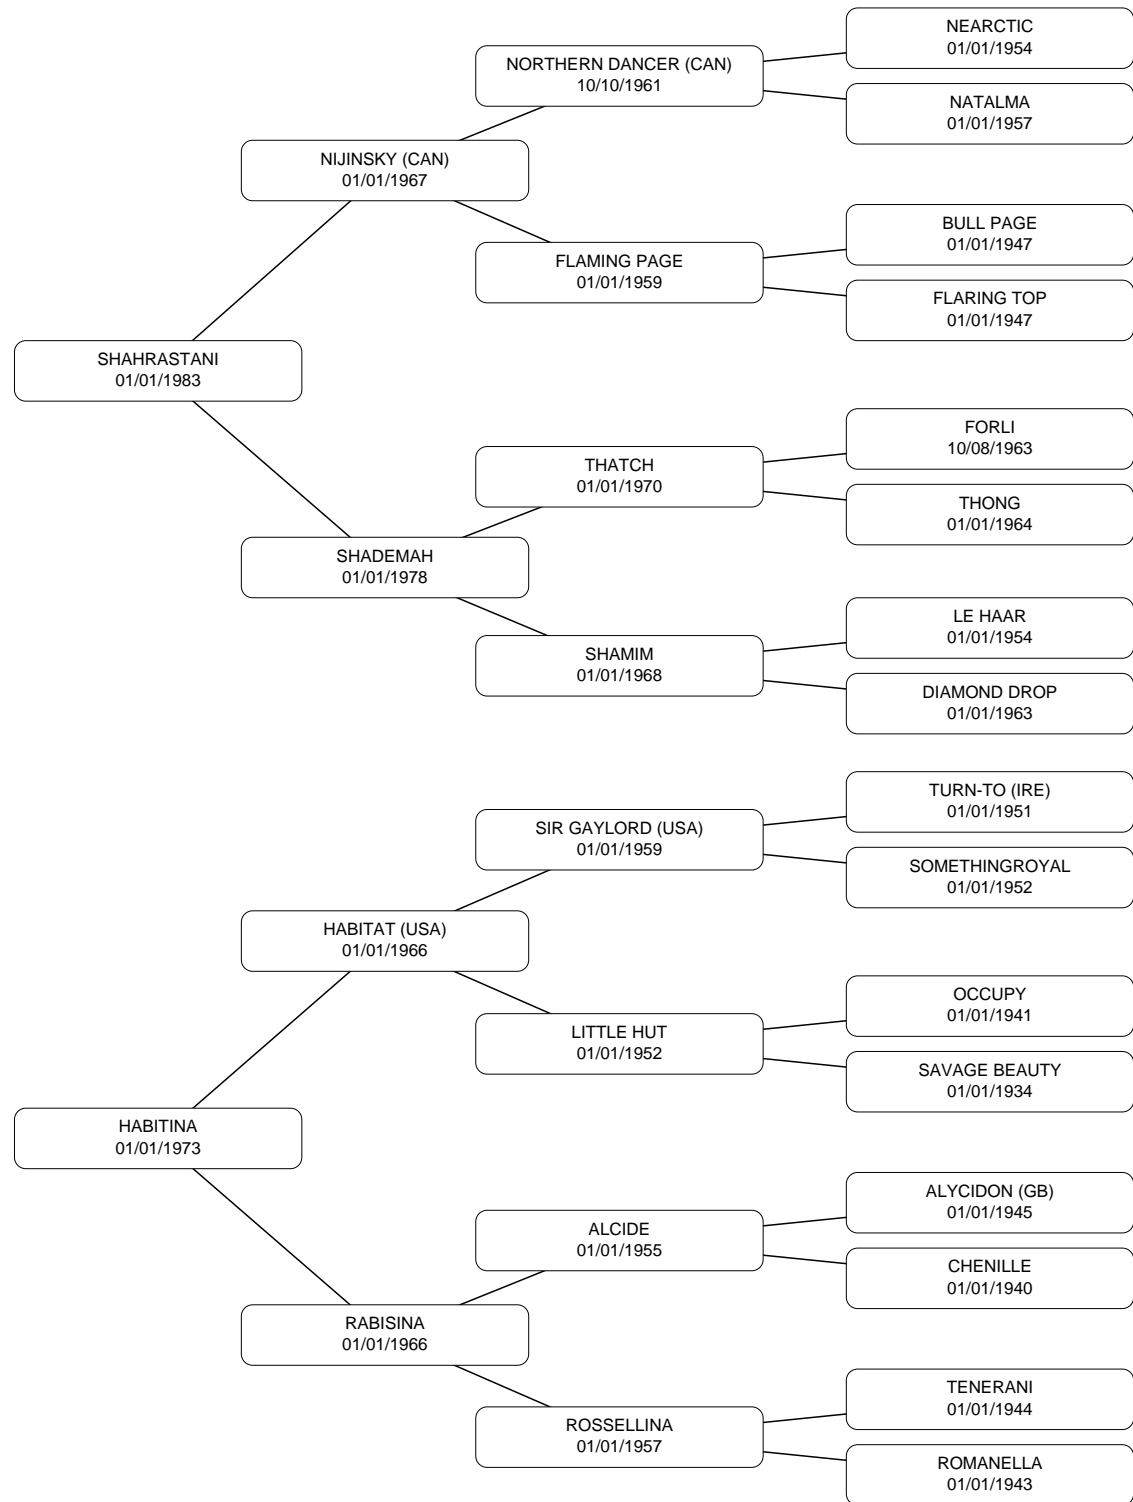 NEARCTIC
01/01/1954
NORTHERN DANCER (CAN)
10/10/1961
NATALMA
01/01/1957
NIJINSKY (CAN)
01/01/1967
BULL PAGE
01/01/1947
FLAMING PAGE
01/01/1959
FLARING TOP
01/01/1947
SHAHRASTANI
01/01/1983
FORLI
10/08/1963
THATCH
01/01/1970
THONG
01/01/1964
SHADEMAH
01/01/1978
LE HAAR
01/01/1954
SHAMIM
01/01/1968
DIAMOND DROP
01/01/1963
TURN-TO (IRE)
01/01/1951
SIR GAYLORD (USA)
01/01/1959
SOMETHINGROYAL
01/01/1952
HABITAT (USA)
01/01/1966
OCCUPY
01/01/1941
LITTLE HUT
01/01/1952
SAVAGE BEAUTY
01/01/1934
HABITINA
01/01/1973
ALYCIDON (GB)
01/01/1945
ALCIDE
01/01/1955
CHENILLE
01/01/1940
RABISINA
01/01/1966
TENERANI
01/01/1944
ROSSELLINA
01/01/1957
ROMANELLA
01/01/1943